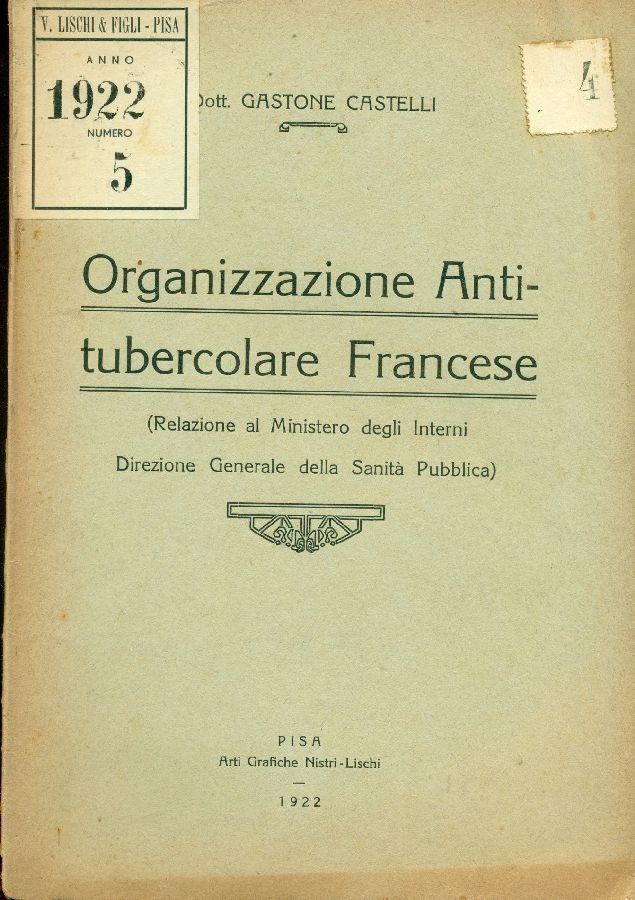 V. LISCHI & FIGLI - PISA
ANNO
1922
NUMERO
5
4
Dott. GASTONE CASTELLI
Organizzazione Anti-
tubercolare Francese
(Relazione al Ministero degli Interni
Direzione Generale della Sanità Pubblica)
PISA
Arti Grafiche Nistri-Lischi
—
1922